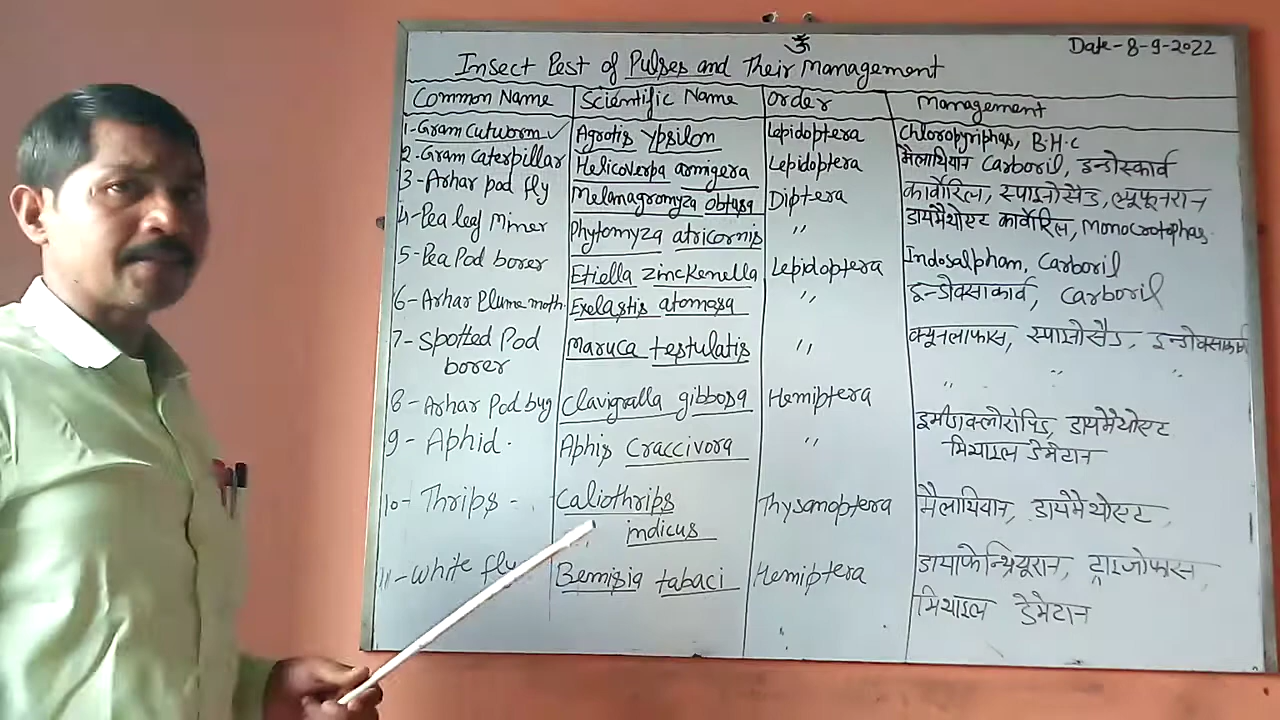 ॐ
Date-8-9-2022
Insect Pest of Pulses and Their Management
Common Name Scientific Name Order Management
1-Gram Cutworm ✓ Agrotis ypsilon Lepidoptera Chloropyriphas, B.H.C
2-Gram caterpillar Helicoverpa armigera Lepidoptera मैलाथियान Carboril, इन्डोस्कार्व
3-Arhar pod fly Melanagromyza obtusa Diptera कार्वोरिल, स्पाइनोसैड, ल्यूफूनरान
4-Pea leaf Miner Phytomyza atricornis " डायमैथोएट कार्वोरिल, Monocrotophas.
5-Pea Pod borer Etiella zinckenella Lepidoptera Indosalpham, Carboril
6-Arhar Plume moth. Exelastis atomosa " इन्डोक्साकार्व, Carboril
7-Spotted Pod Maruca testulatis " क्यूनलाफास, स्पाइनोसैड, इन्डोक्साकार्व
borer " " "
8-Arhar Pod bug Clavigralla gibbosa Hemiptera इमीडाक्लोरोपिड, डायमैथोएट
9-Aphid. Aphis Craccivora " मिथाइल डेमेटान
10-Thrips - Caliothrips Thysanoptera मैलाथियान, डायमैथोएट
indicus
11-White fly Bemisia tabaci Hemiptera डायाफेन्थ्रियूरान, ट्राइजोफास,
मिथाइल डेमेटान